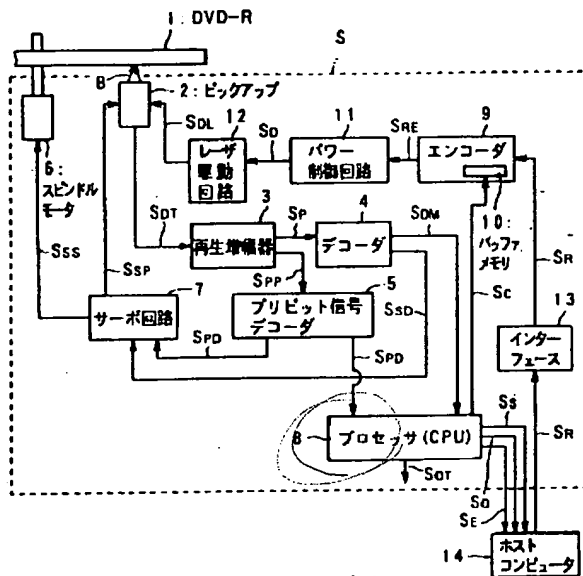 1: DVD-R
S
B
2: ピックアップ
6:
スピンドル
モータ
SDL
12
レーザ
駆動
回路
SD
11
パワー
制御回路
SRE
9
エンコーダ
10:
バッファ
メモリ
SDT
3
再生増幅器
SP
4
デコーダ
SDM
SSS
SSP
SPP
5
プリピット信号
デコーダ
SSD
SC
SR
13
インター
フェース
7
サーボ回路
SPD
SPD
8
プロセッサ(CPU)
SS
SR
SOT
SQ
SE
14
ホスト
コンピュータ